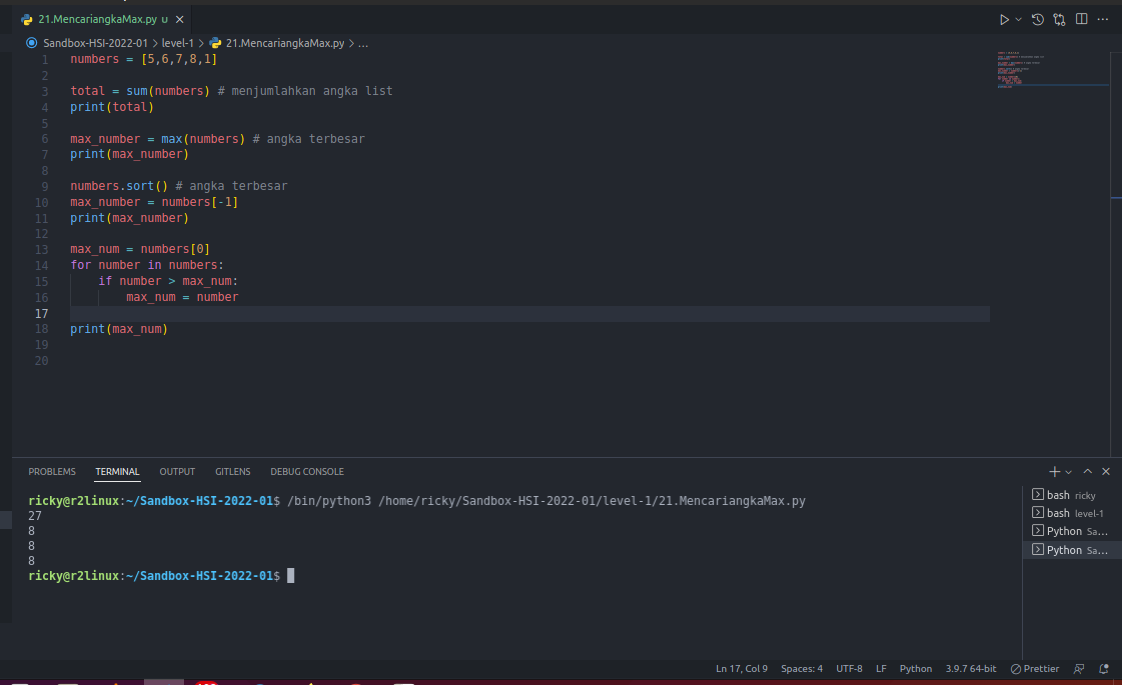 21.MencariangkaMax.py U
Sandbox-HSI-2022-01 > level-1 > 21.MencariangkaMax.py > ...
1 numbers = [5,6,7,8,1]
2
3 total = sum(numbers) # menjumlahkan angka list
4 print(total)
5
6 max_number = max(numbers) # angka terbesar
7 print(max_number)
8
9 numbers.sort() # angka terbesar
10 max_number = numbers[-1]
11 print(max_number)
12
13 max_num = numbers[0]
14 for number in numbers:
15 if number > max_num:
16 max_num = number
17
18 print(max_num)
19
20
PROBLEMS TERMINAL OUTPUT GITLENS DEBUG CONSOLE
ricky@r2linux:~/Sandbox-HSI-2022-01$ /bin/python3 /home/ricky/Sandbox-HSI-2022-01/level-1/21.MencariangkaMax.py
27
8
8
8
ricky@r2linux:~/Sandbox-HSI-2022-01$
bash ricky
bash level-1
Python Sa...
Python Sa...
Ln 17, Col 9 Spaces: 4 UTF-8 LF Python 3.9.7 64-bit Prettier